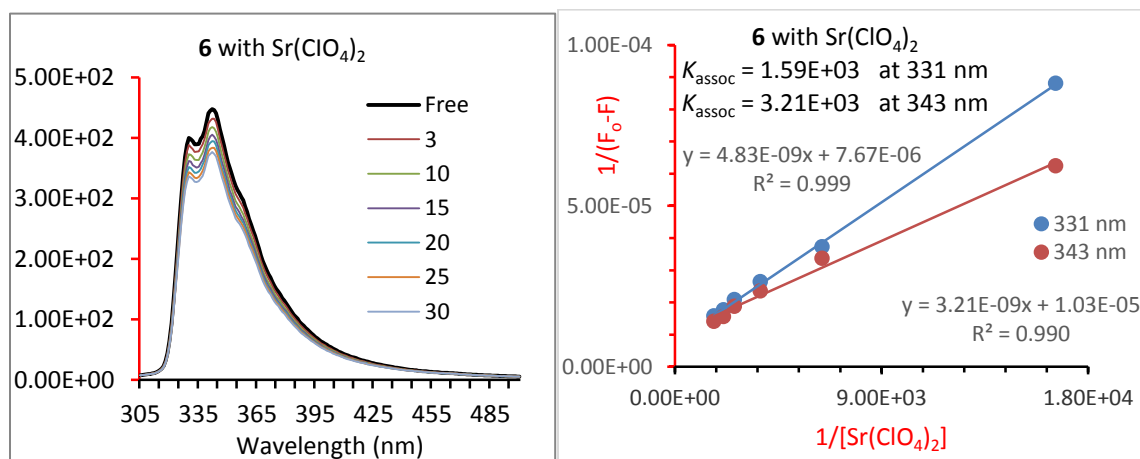 6 with Sr(ClO₄)₂
5.00E+02
4.00E+02
3.00E+02
2.00E+02
1.00E+02
0.00E+00
305 345 365 395 425 455 485
Wavelength (nm)
Free
3
10
15
20
25
30
6 with Sr(ClO₄)₂
Kassoc = 1.59E+03 at 331 nm
Kassoc = 3.21E+03 at 343 nm
y = 4.83E-09x + 7.67E-06
R² = 0.999
331 nm
343 nm
y = 3.21E-09x + 1.03E-05
R² = 0.990
1/(Fₒ-F)
1.00E-04
5.00E-05
0.00E+00
0.00E+00 9.00E+03 1.80E+04
1/[Sr(ClO₄)₂]